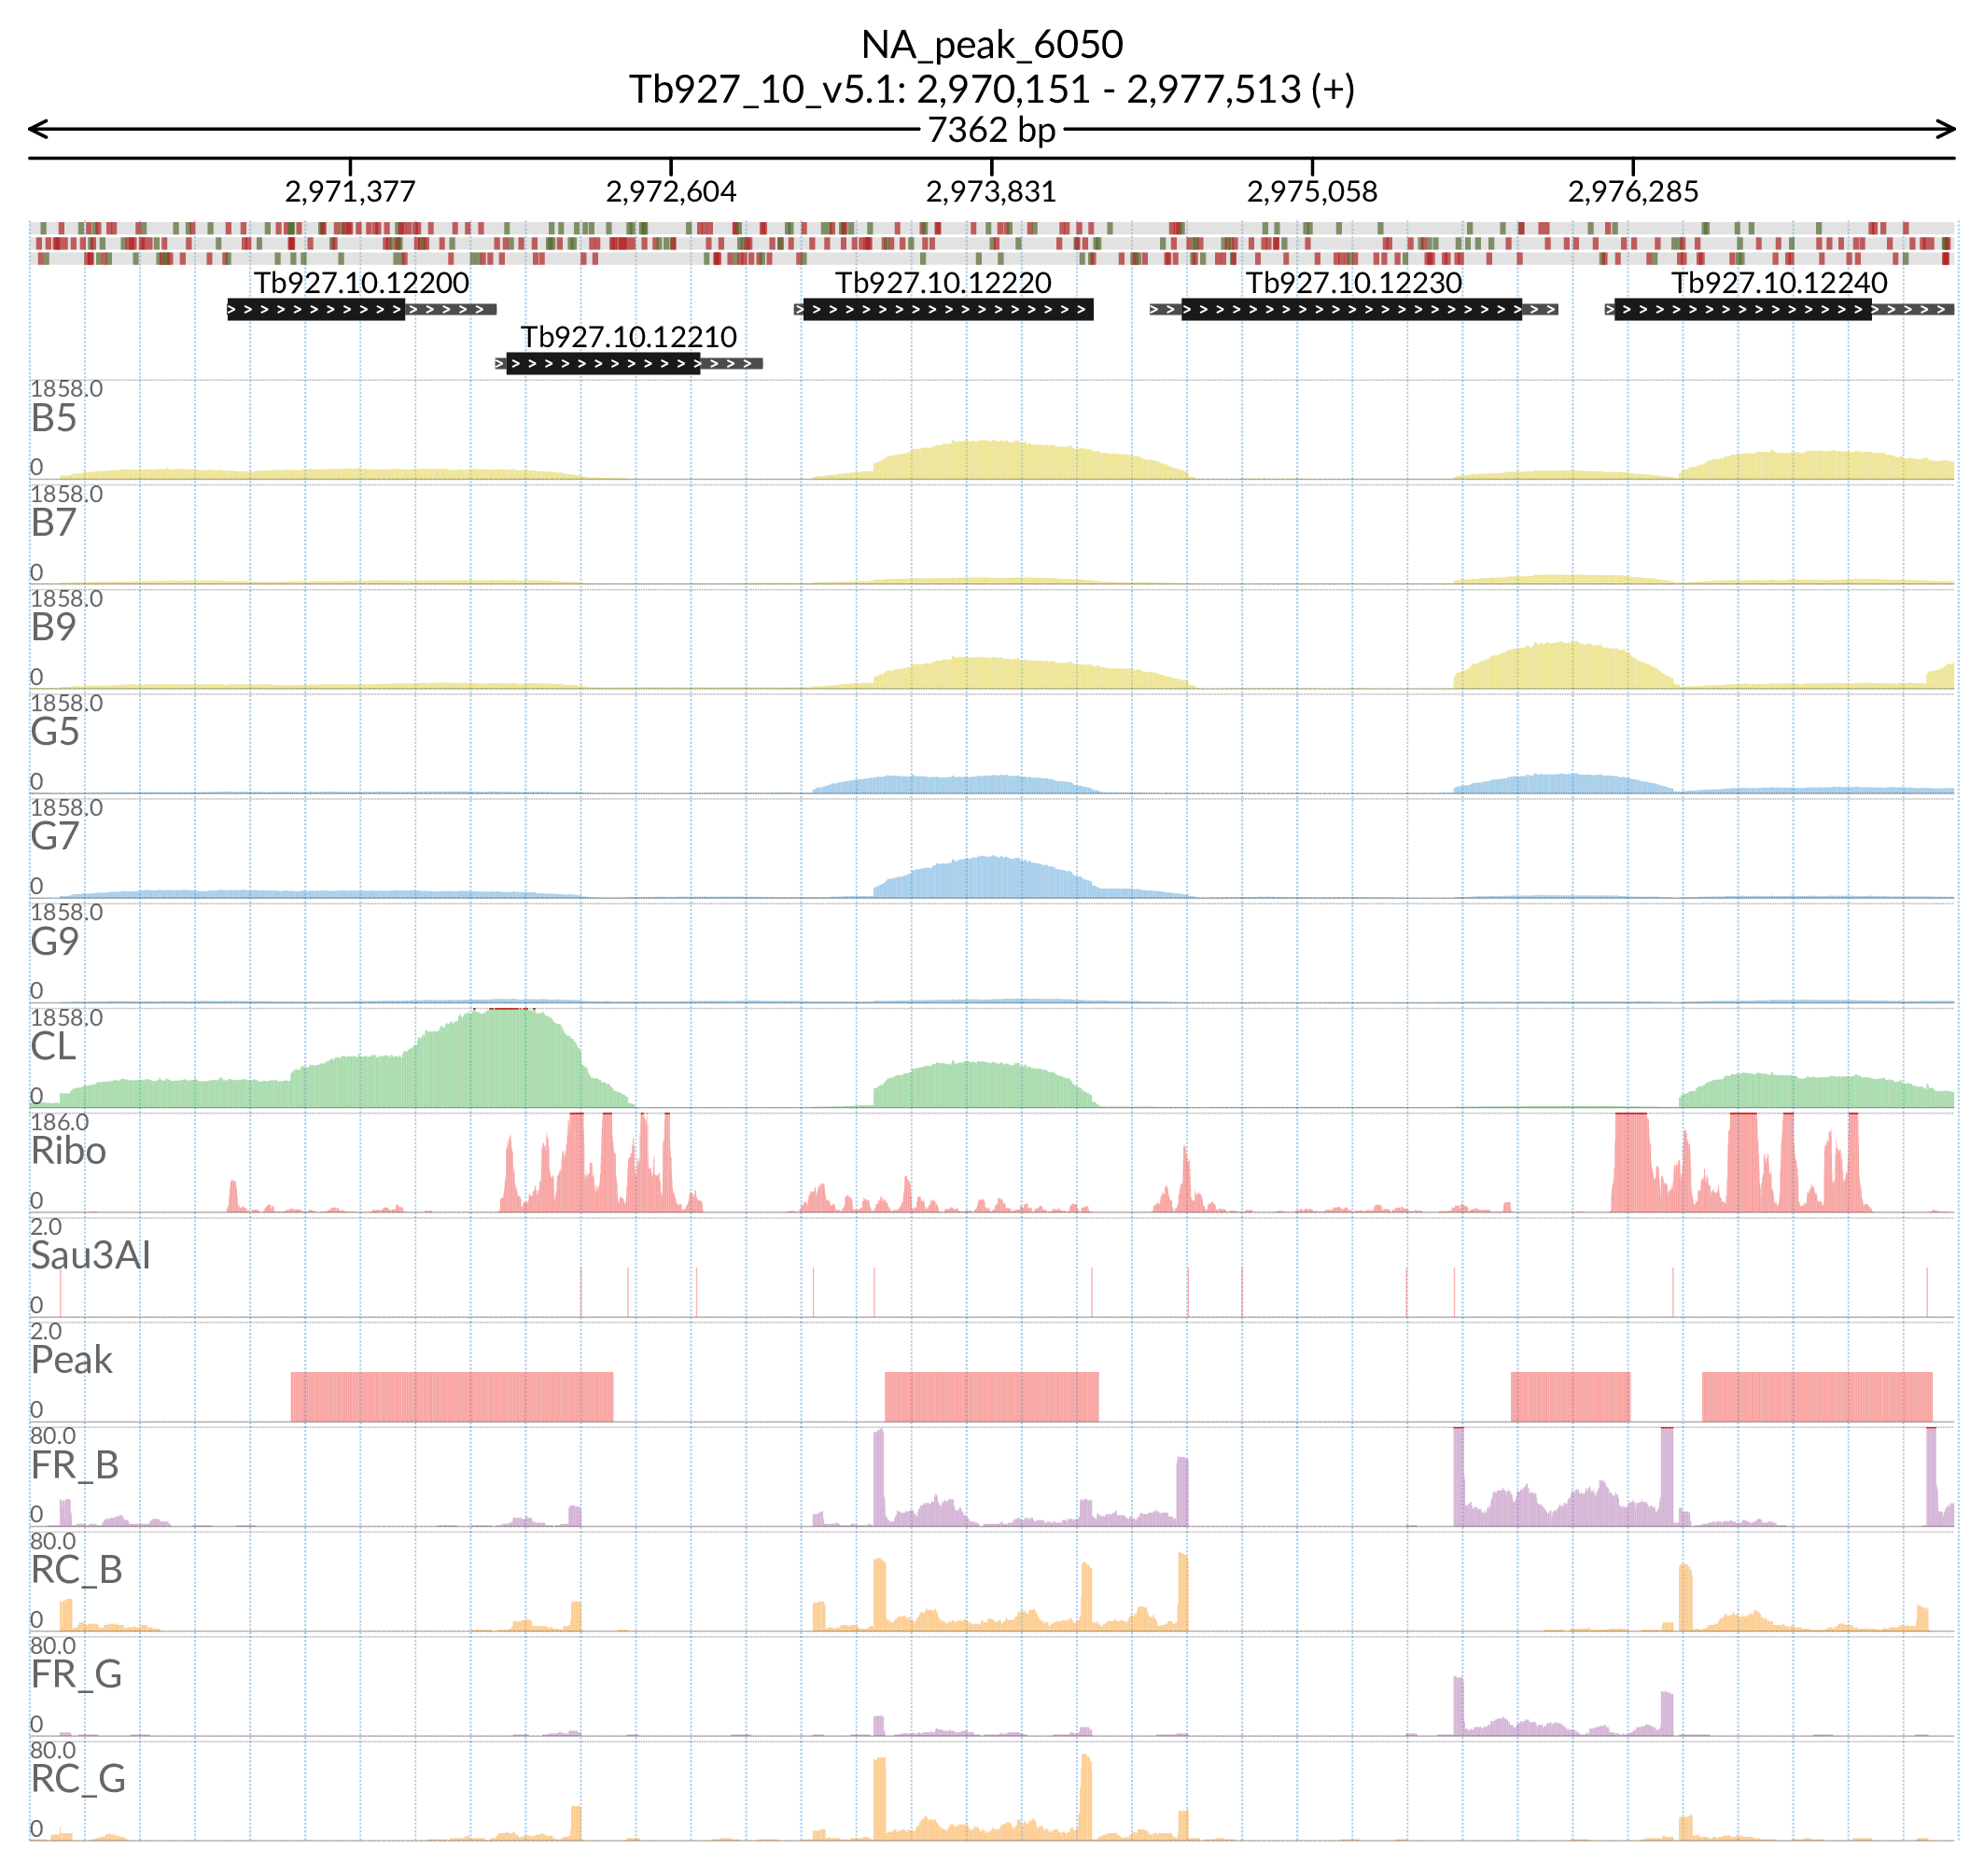 NA_peak_6050
Tb927_10_v5.1: 2,970,151 - 2,977,513 (+)
7362 bp
2,971,377 2,972,604 2,973,831 2,975,058 2,976,285
Tb927.10.12200 Tb927.10.12220 Tb927.10.12230 Tb927.10.12240
Tb927.10.12210
1858.0
B5
0
1858.0
B7
0
1858.0
B9
0
1858.0
G5
0
1858.0
G7
0
1858.0
G9
0
1858.0
CL
0
186.0
Ribo
0
2.0
Sau3AI
0
2.0
Peak
0
80.0
FR_B
0
80.0
RC_B
0
80.0
FR_G
0
80.0
RC_G
0